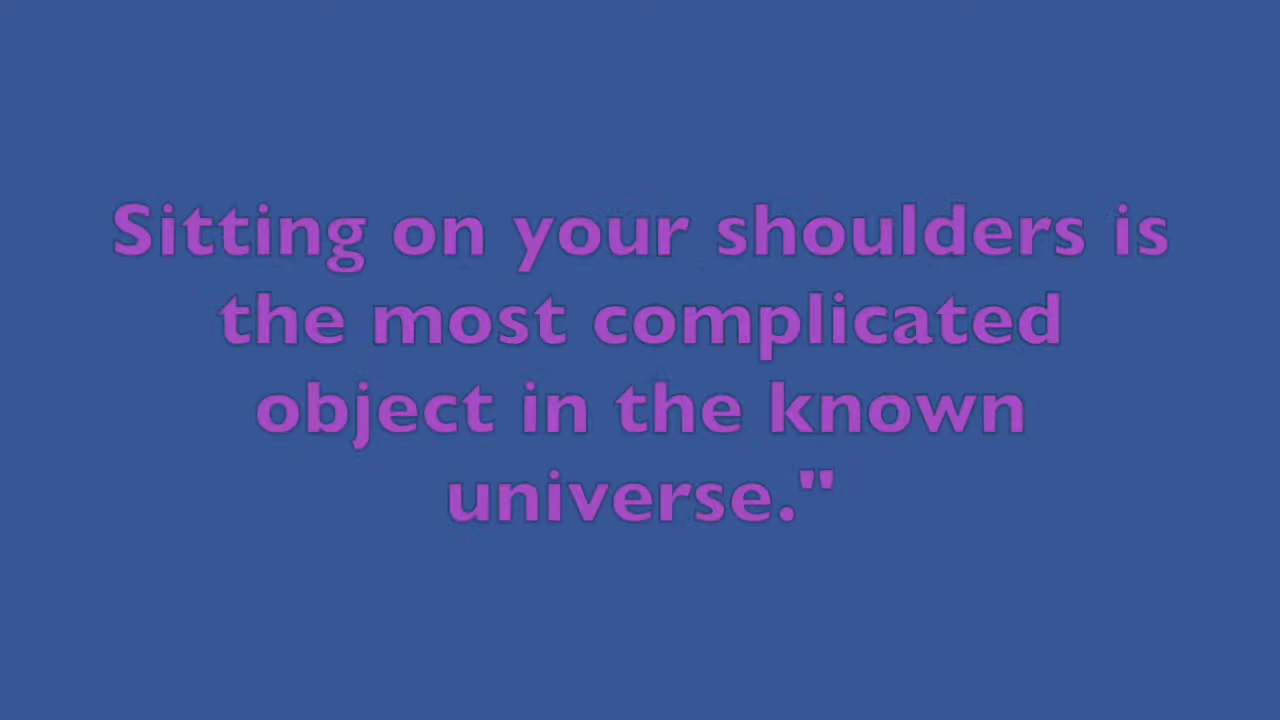 Sitting on your shoulders is
the most complicated
object in the known
universe."